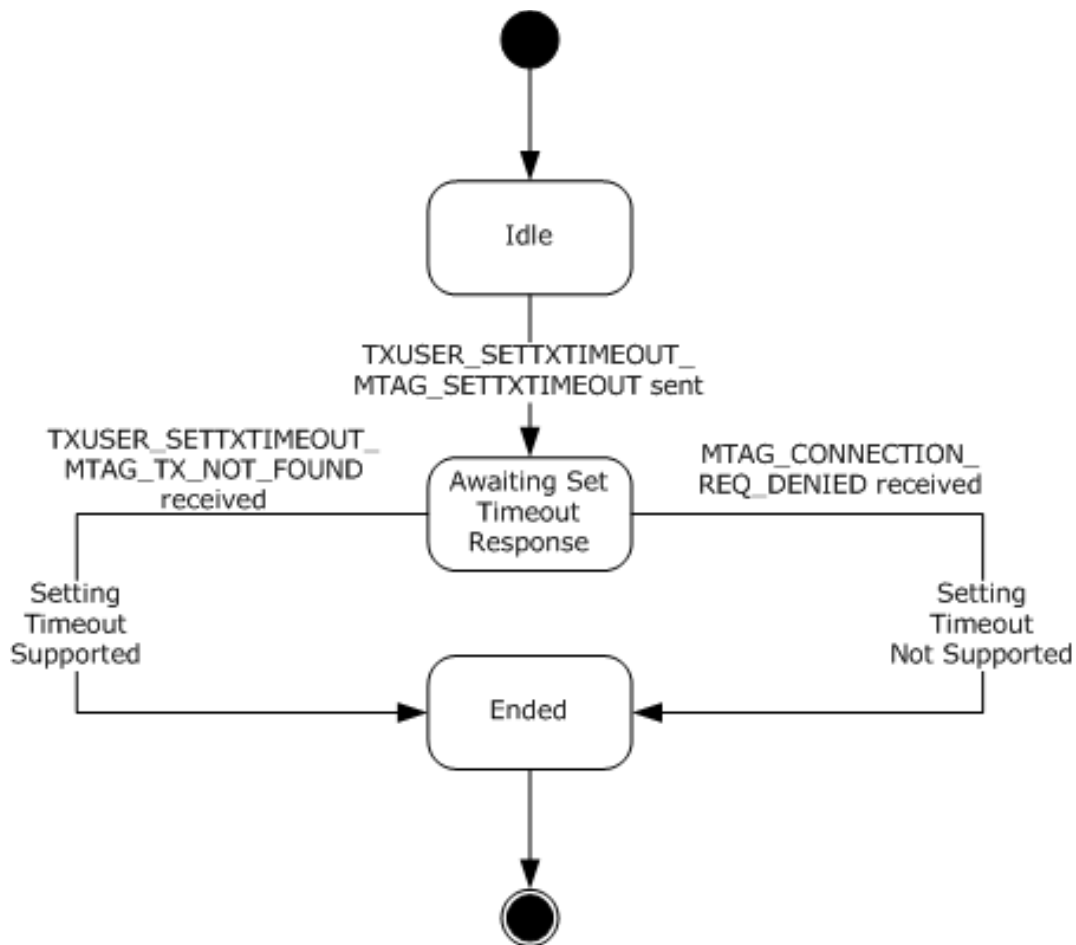 Idle
TXUSER_SETTXTIMEOUT_
MTAG_SETTXTIMEOUT sent
TXUSER_SETTXTIMEOUT_
MTAG_TX_NOT_FOUND
received
Awaiting Set
Timeout
Response
MTAG_CONNECTION_
REQ_DENIED received
Setting
Timeout
Supported
Setting
Timeout
Not Supported
Ended